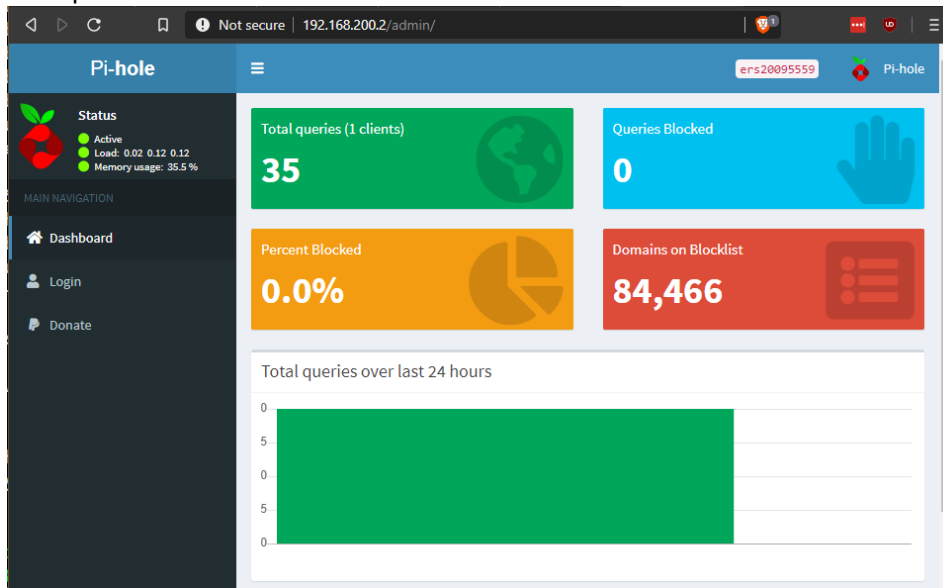 Not secure | 192.168.200.2/admin/
1
UD
Pi-hole
ers20095559
Pi-hole
Status
Active
Load: 0.02 0.12 0.12
Memory usage: 35.5 %
MAIN NAVIGATION
Dashboard
Login
Donate
Total queries (1 clients)
35
Queries Blocked
0
Percent Blocked
0.0%
Domains on Blocklist
84,466
Total queries over last 24 hours
0
5
0
5
0